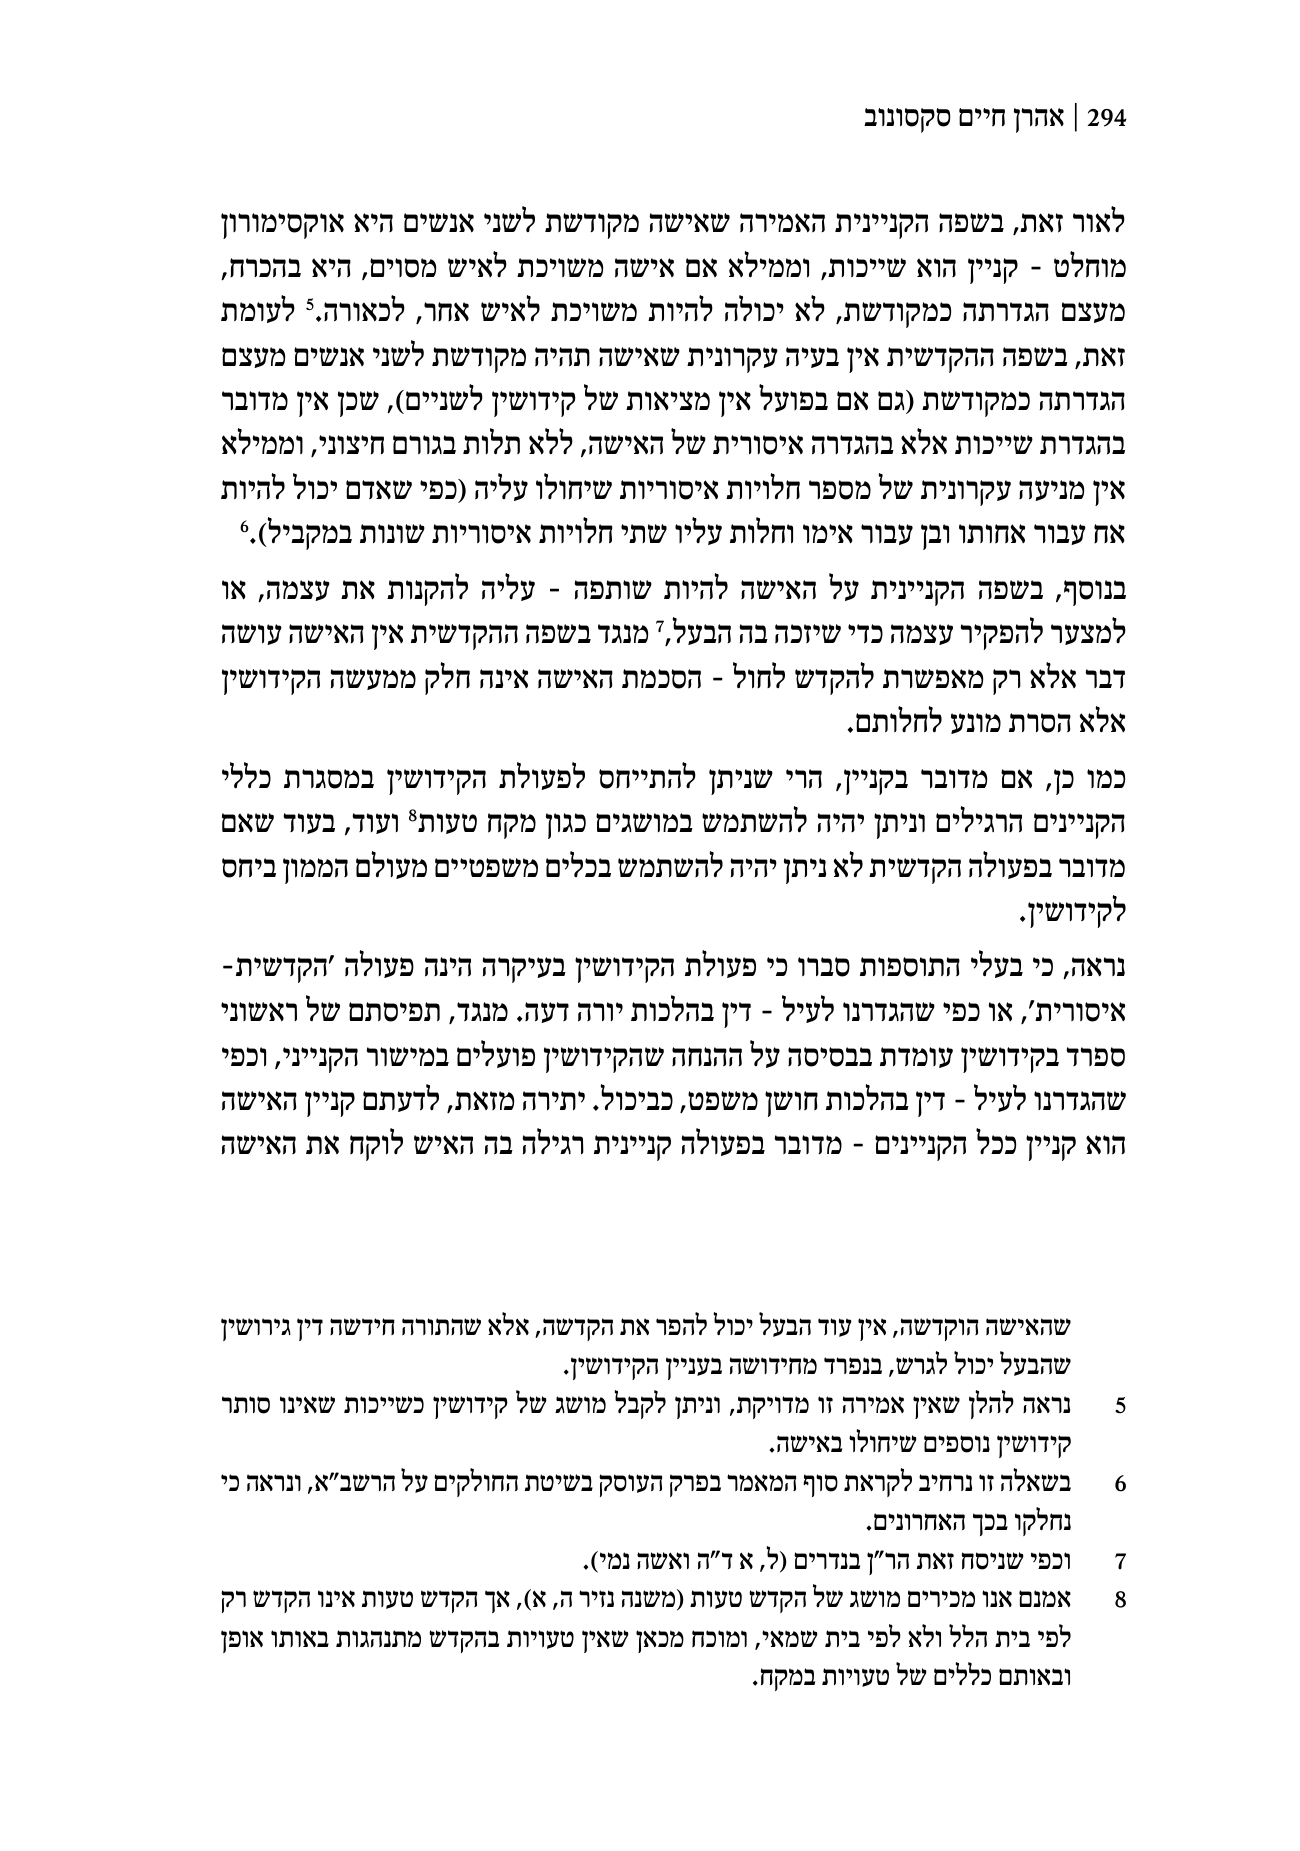 294 | אהרן חיים סקסונוב
לאור זאת, בשפה הקניינית האמירה שאישה מקודשת לשני אנשים היא אוקסימורון
מוחלט - קניין הוא שייכות, וממילא אם אישה משויכת לאיש מסוים, היא בהכרח,
מעצם הגדרתה כמקודשת, לא יכולה להיות משויכת לאיש אחר, לכאורה.5 לעומת
זאת, בשפה ההקדשית אין בעיה עקרונית שאישה תהיה מקודשת לשני אנשים מעצם
הגדרתה כמקודשת (גם אם בפועל אין מציאות של קידושין לשניים), שכן אין מדובר
בהגדרת שייכות אלא בהגדרה איסורית של האישה, ללא תלות בגורם חיצוני, וממילא
אין מניעה עקרונית של מספר חלויות איסוריות שיחולו עליה (כפי שאדם יכול להיות
אח עבור אחותו ובן עבור אימו וחלות עליו שתי חלויות איסוריות שונות במקביל).6
בנוסף, בשפה הקניינית על האישה להיות שותפה - עליה להקנות את עצמה, או
למצער להפקיר עצמה כדי שיזכה בה הבעל,7 מנגד בשפה ההקדשית אין האישה עושה
דבר אלא רק מאפשרת להקדש לחול - הסכמת האישה אינה חלק ממעשה הקידושין
אלא הסרת מונע לחלותם.
כמו כן, אם מדובר בקניין, הרי שניתן להתייחס לפעולת הקידושין במסגרת כללי
הקניינים הרגילים וניתן יהיה להשתמש במושגים כגון מקח טעות8 ועוד, בעוד שאם
מדובר בפעולה הקדשית לא ניתן יהיה להשתמש בכלים משפטיים מעולם הממון ביחס
לקידושין.
נראה, כי בעלי התוספות סברו כי פעולת הקידושין בעיקרה הינה פעולה 'הקדשית-
איסורית', או כפי שהגדרנו לעיל - דין בהלכות יורה דעה. מנגד, תפיסתם של ראשוני
ספרד בקידושין עומדת בבסיסה על ההנחה שהקידושין פועלים במישור הקנייני, וכפי
שהגדרנו לעיל - דין בהלכות חושן משפט, כביכול. יתירה מזאת, לדעתם קניין האישה
הוא קניין ככל הקניינים - מדובר בפעולה קניינית רגילה בה האיש לוקח את האישה
שהאישה הוקדשה, אין עוד הבעל יכול להפר את הקדשה, אלא שהתורה חידשה דין גירושין
שהבעל יכול לגרש, בנפרד מחידושה בעניין הקידושין.
5 נראה להלן שאין אמירה זו מדויקת, וניתן לקבל מושג של קידושין כשייכות שאינו סותר
קידושין נוספים שיחולו באישה.
6 בשאלה זו נרחיב לקראת סוף המאמר בפרק העוסק בשיטת החולקים על הרשב"א, ונראה כי
נחלקו בכך האחרונים.
7 וכפי שניסח זאת הר"ן בנדרים (ל, א ד"ה ואשה נמי).
8 אמנם אנו מכירים מושג של הקדש טעות (משנה נזיר ה, א), אך הקדש טעות אינו הקדש רק
לפי בית הלל ולא לפי בית שמאי, ומוכח מכאן שאין טעויות בהקדש מתנהגות באותו אופן
ובאותם כללים של טעויות במקח.